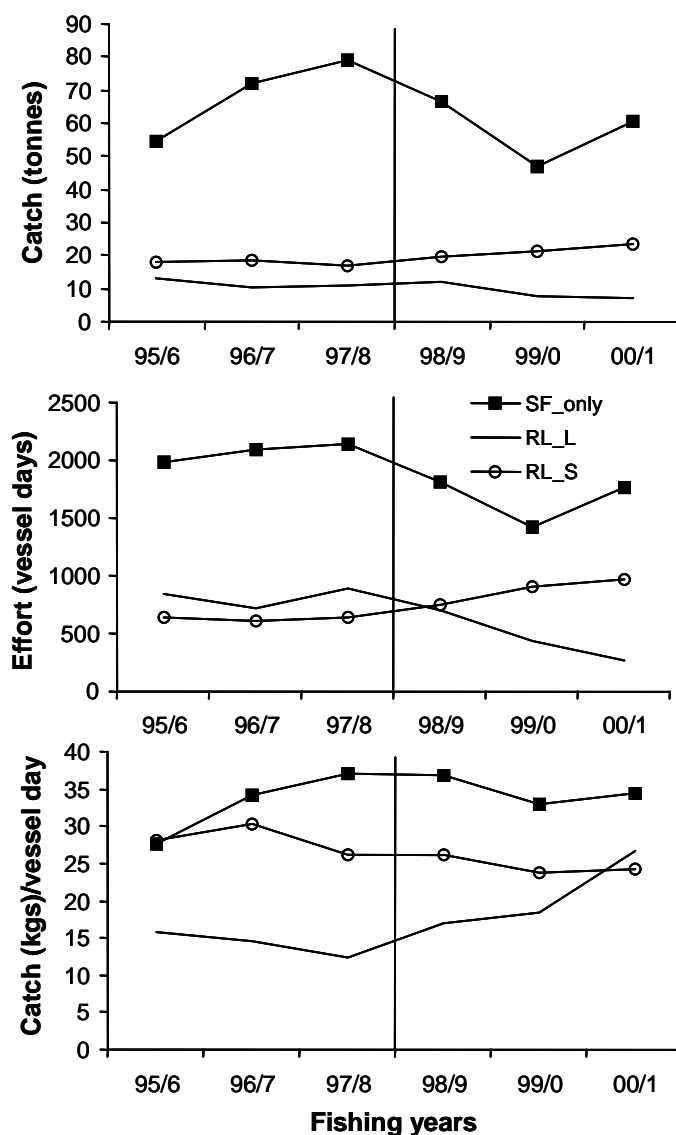 Catch (tonnes)
90
80
70
60
50
40
30
20
10
0
95/6 96/7 97/8 98/9 99/0 00/1
Effort (vessel days)
2500
2000
1500
1000
500
0
SF_only
RL_L
RL_S
95/6 96/7 97/8 98/9 99/0 00/1
Catch (kgs)/vessel day
40
35
30
25
20
15
10
5
0
95/6 96/7 97/8 98/9 99/0 00/1
Fishing years